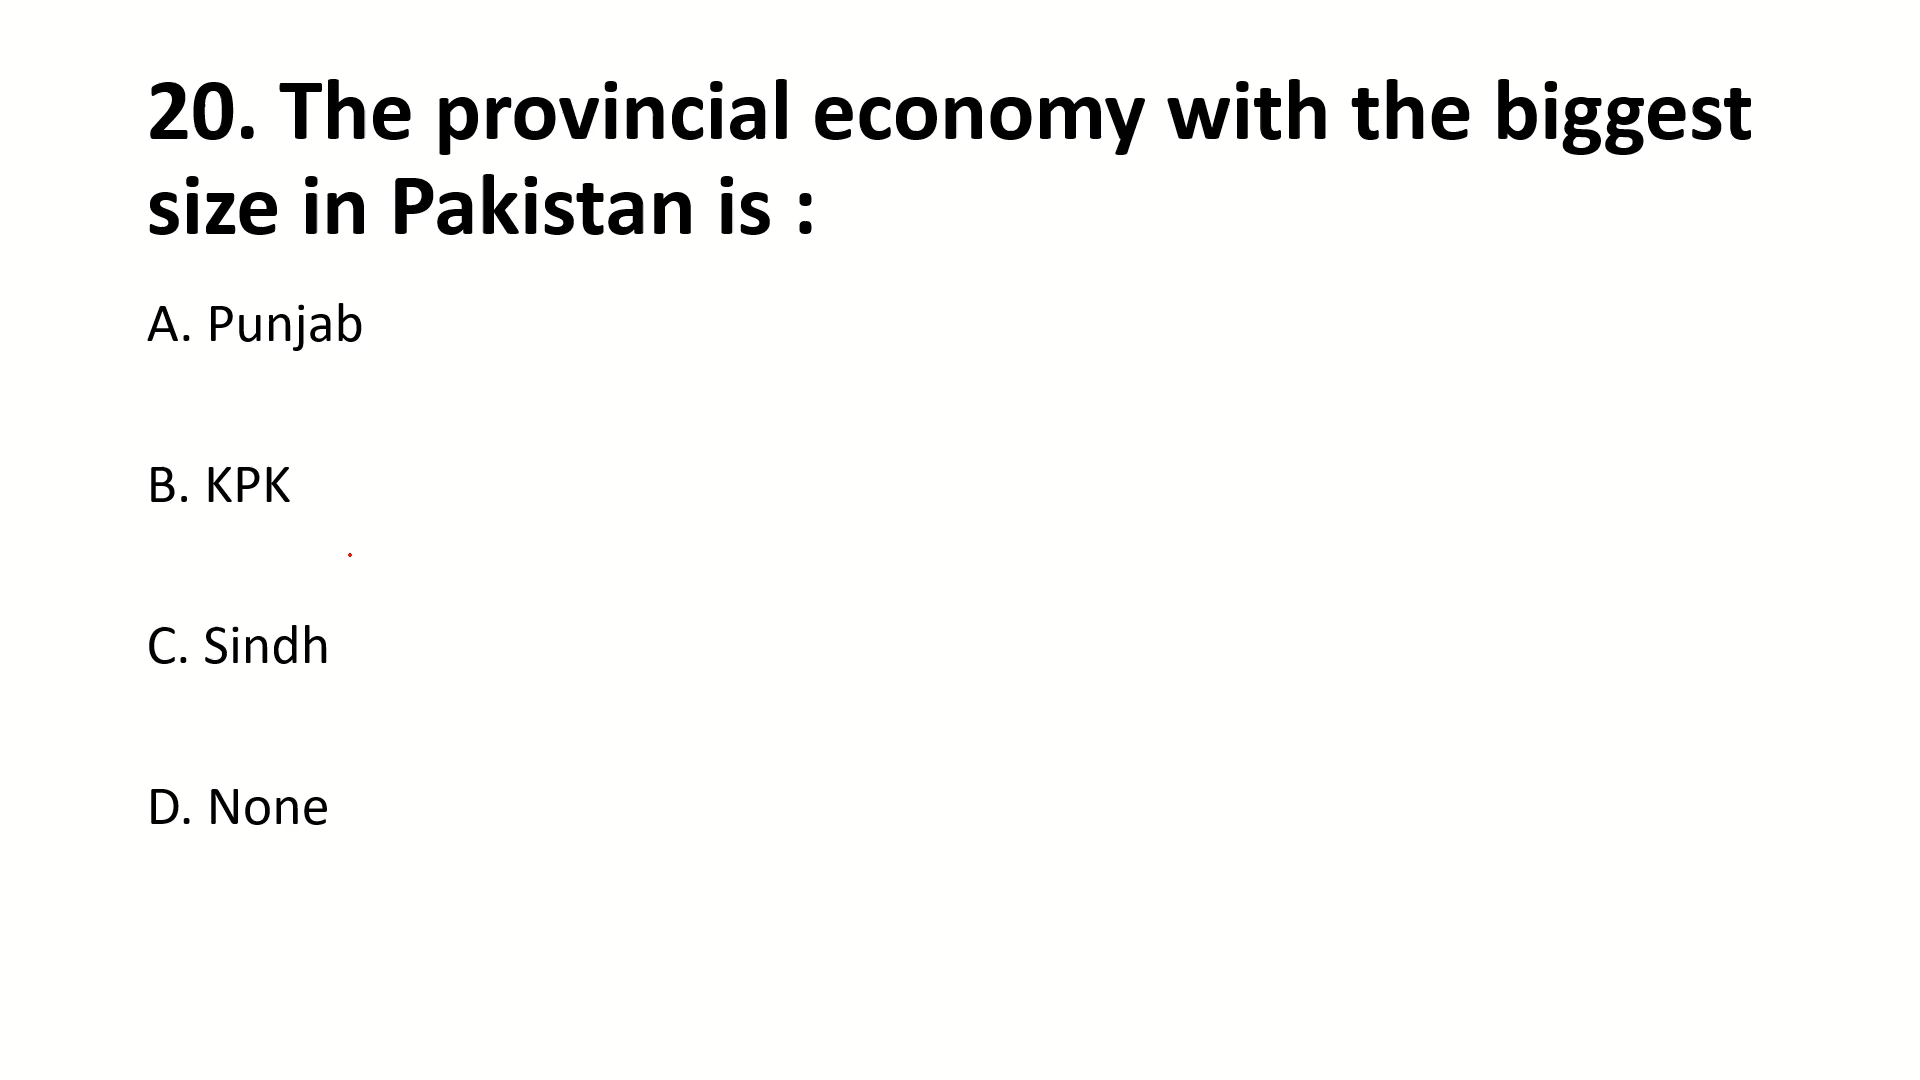 20. The provincial economy with the biggest
size in Pakistan is :
A. Punjab
B. KPK
C. Sindh
D. None